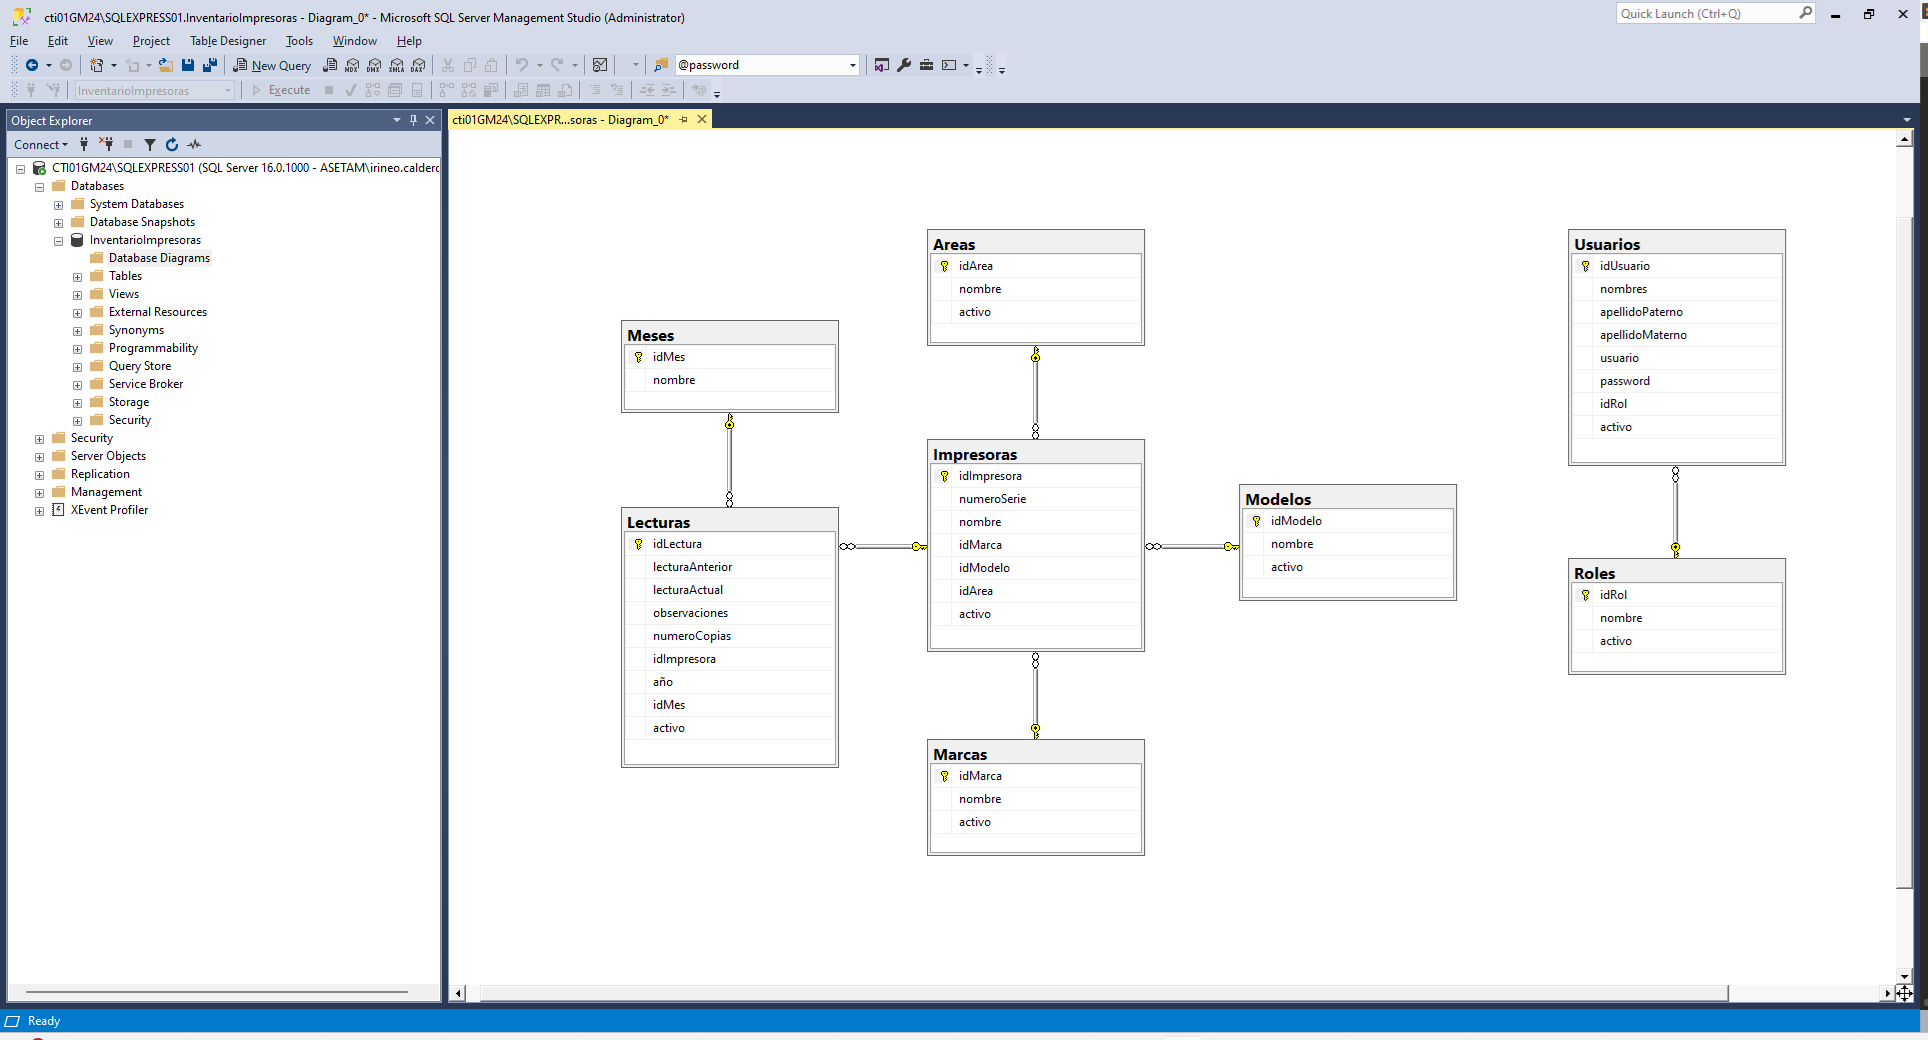 cti01GM24\SQLEXPRESS01.InventarioImpresoras - Diagram_0* - Microsoft SQL Server Management Studio (Administrator)
Quick Launch (Ctrl+Q)
File Edit View Project Table Designer Tools Window Help
New Query
MDX DMX XMLA DAX
@password
InventarioImpresoras
Execute
Object Explorer
cti01GM24\SQLEXPR...soras - Diagram_0*
Connect
CTI01GM24\SQLEXPRESS01 (SQL Server 16.0.1000 - ASETAM\irineo.calderc
Databases
System Databases
Database Snapshots
InventarioImpresoras
Database Diagrams
Tables
Views
External Resources
Synonyms
Programmability
Query Store
Service Broker
Storage
Security
Security
Server Objects
Replication
Management
XEvent Profiler
Meses
idMes
nombre
Lecturas
idLectura
lecturaAnterior
lecturaActual
observaciones
numeroCopias
idImpresora
año
idMes
activo
Areas
idArea
nombre
activo
Impresoras
idImpresora
numeroSerie
nombre
idMarca
idModelo
idArea
activo
Marcas
idMarca
nombre
activo
Modelos
idModelo
nombre
activo
Usuarios
idUsuario
nombres
apellidoPaterno
apellidoMaterno
usuario
password
idRol
activo
Roles
idRol
nombre
activo
Ready